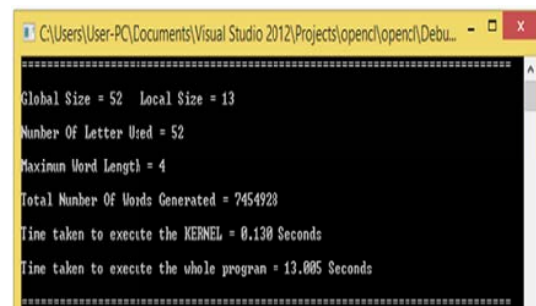 C:\Users\User-PC\Documents\Visual Studio 2012\Projects\opencl\opencl\Debu...
Global Size = 52 Local Size = 13
Number Of Letter Used = 52
Maximum Word Length = 4
Total Number Of Words Generated = 7454928
Time taken to execute the KERNEL = 0.130 Seconds
Time taken to execute the whole program = 13.005 Seconds